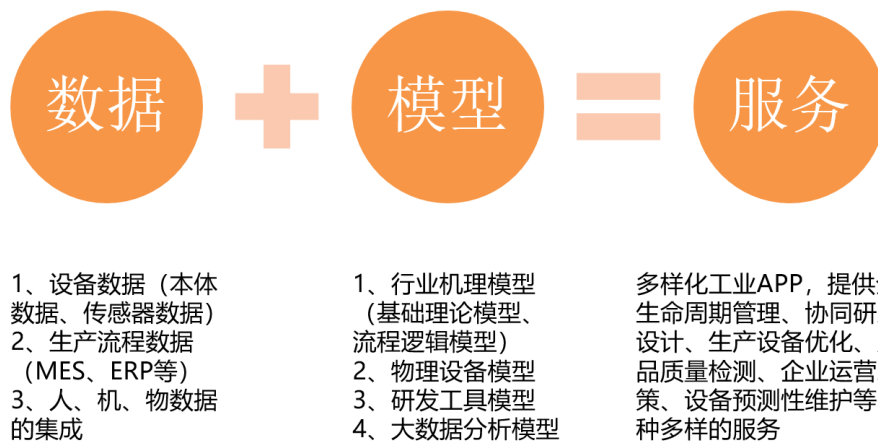 数据
模型
服务
1、设备数据（本体
数据、传感器数据）
2、生产流程数据
（MES、ERP等）
3、人、机、物数据
的集成
1、行业机理模型
（基础理论模型、
流程逻辑模型）
2、物理设备模型
3、研发工具模型
4、大数据分析模型
多样化工业APP，提供
生命周期管理、协同研
设计、生产设备优化、
品质量检测、企业运营
策、设备预测性维护等
种多样的服务